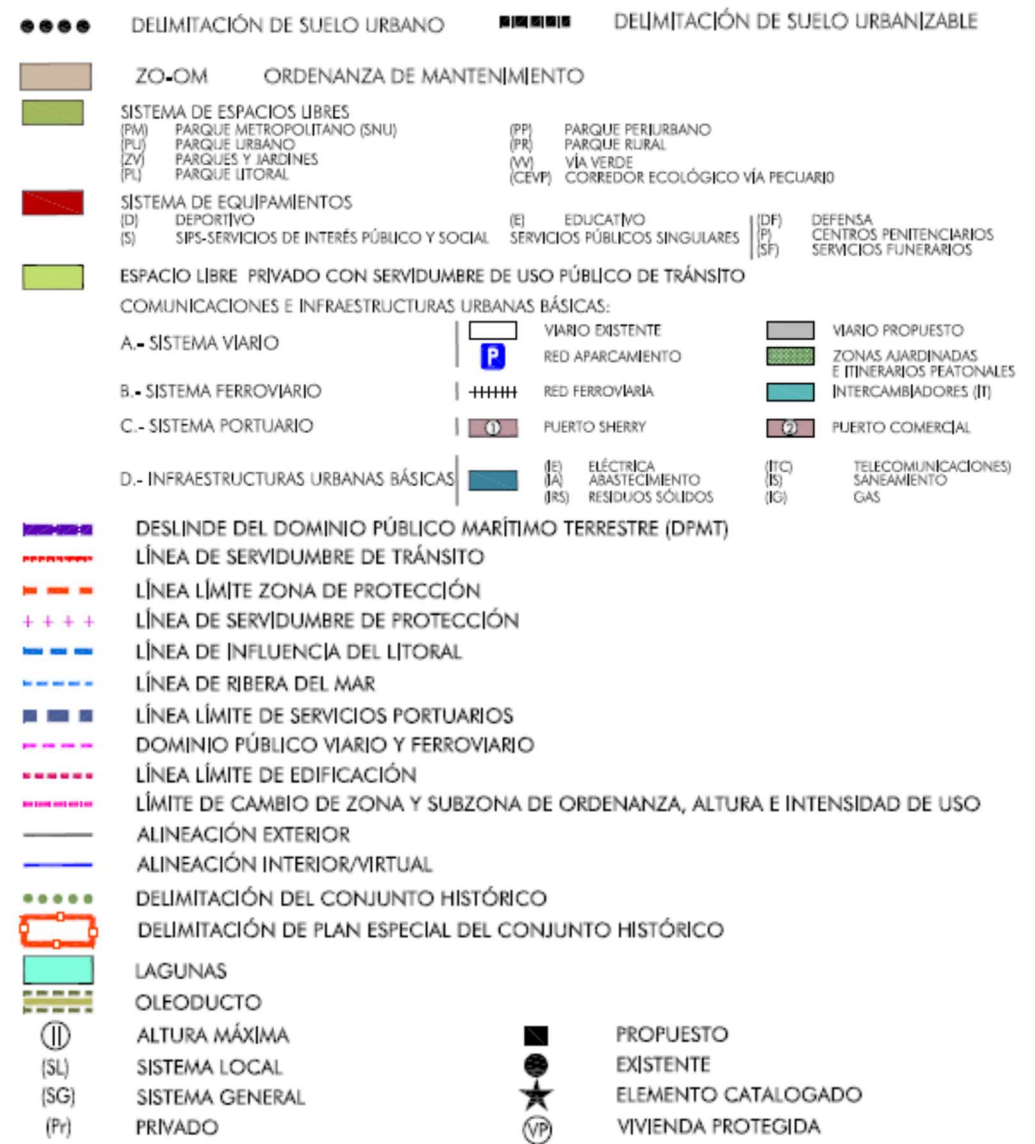 DELIMITACIÓN DE SUELO URBANO DELIMITACIÓN DE SUELO URBANIZABLE
ZO-OM ORDENANZA DE MANTENIMIENTO
SISTEMA DE ESPACIOS LIBRES
(PM) PARQUE METROPOLITANO (SNU) (PP) PARQUE PERIURBANO
(PU) PARQUE URBANO (PR) PARQUE RURAL
(ZV) PARQUES Y JARDINES (VV) VÍA VERDE
(PL) PARQUE LITORAL (CEVP) CORREDOR ECOLÓGICO VÍA PECUARIO
SISTEMA DE EQUIPAMIENTOS
(D) DEPORTIVO (E) EDUCATIVO (DF) DEFENSA
(S) SIPS-SERVICIOS DE INTERÉS PÚBLICO Y SOCIAL SERVICIOS PÚBLICOS SINGULARES (P) CENTROS PENITENCIARIOS
(SF) SERVICIOS FUNERARIOS
ESPACIO LIBRE PRIVADO CON SERVIDUMBRE DE USO PÚBLICO DE TRÁNSITO
COMUNICACIONES E INFRAESTRUCTURAS URBANAS BÁSICAS:
A.- SISTEMA VIARIO VIARIO EXISTENTE VIARIO PROPUESTO
P RED APARCAMIENTO ZONAS AJARDINADAS
E ITINERARIOS PEATONALES
B.- SISTEMA FERROVIARIO RED FERROVIARIA INTERCAMBIADORES (IT)
C.- SISTEMA PORTUARIO 1 PUERTO SHERRY 2 PUERTO COMERCIAL
D.- INFRAESTRUCTURAS URBANAS BÁSICAS (IE) ELÉCTRICA (ITC) TELECOMUNICACIONES)
(IA) ABASTECIMIENTO (IS) SANEAMIENTO
(IRS) RESIDUOS SÓLIDOS (IG) GAS
DESLINDE DEL DOMINIO PÚBLICO MARÍTIMO TERRESTRE (DPMT)
LÍNEA DE SERVIDUMBRE DE TRÁNSITO
LÍNEA LÍMITE ZONA DE PROTECCIÓN
LÍNEA DE SERVIDUMBRE DE PROTECCIÓN
LÍNEA DE INFLUENCIA DEL LITORAL
LÍNEA DE RIBERA DEL MAR
LÍNEA LÍMITE DE SERVICIOS PORTUARIOS
DOMINIO PÚBLICO VIARIO Y FERROVIARIO
LÍNEA LÍMITE DE EDIFICACIÓN
LÍMITE DE CAMBIO DE ZONA Y SUBZONA DE ORDENANZA, ALTURA E INTENSIDAD DE USO
ALINEACIÓN EXTERIOR
ALINEACIÓN INTERIOR/VIRTUAL
DELIMITACIÓN DEL CONJUNTO HISTÓRICO
DELIMITACIÓN DE PLAN ESPECIAL DEL CONJUNTO HISTÓRICO
LAGUNAS
OLEODUCTO
II ALTURA MÁXIMA PROPUESTO
(SL) SISTEMA LOCAL EXISTENTE
(SG) SISTEMA GENERAL ELEMENTO CATALOGADO
(Pr) PRIVADO VP VIVIENDA PROTEGIDA